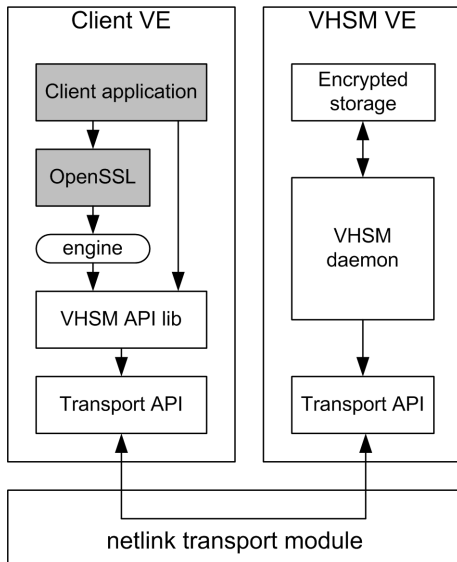 Client VE
Client application
OpenSSL
engine
VHSM API lib
Transport API
VHSM VE
Encrypted
storage
VHSM
daemon
Transport API
netlink transport module